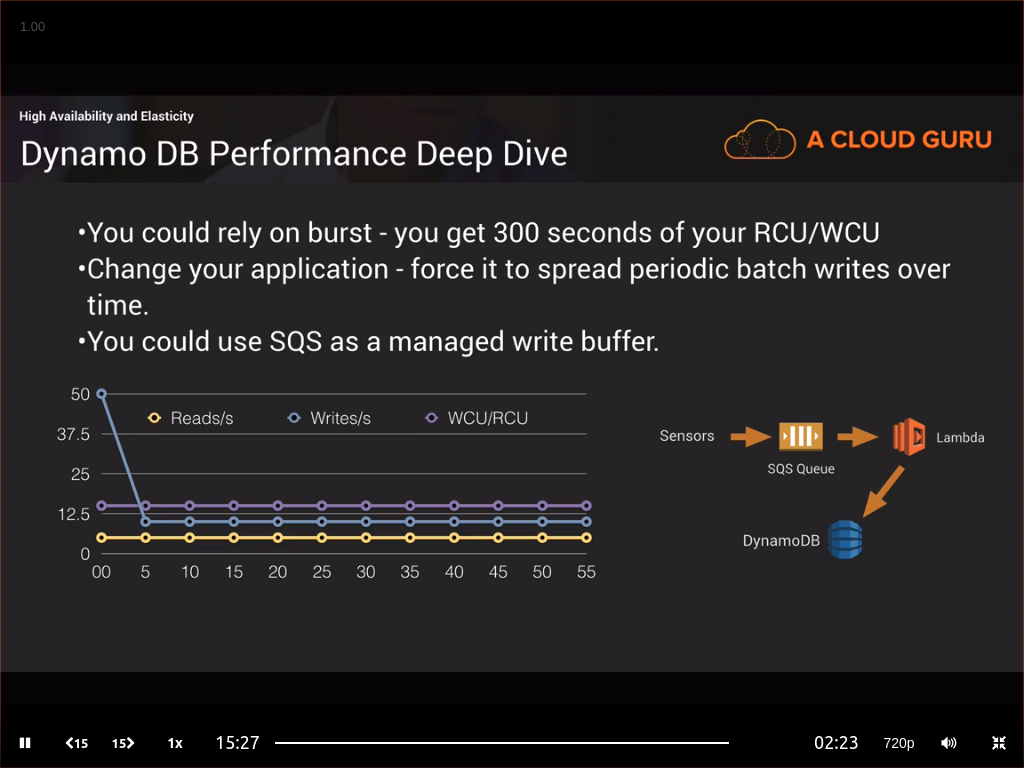 1.00
High Availability and Elasticity
Dynamo DB Performance Deep Dive
A CLOUD GURU
•You could rely on burst - you get 300 seconds of your RCU/WCU
•Change your application - force it to spread periodic batch writes over
time.
•You could use SQS as a managed write buffer.
50
Reads/s Writes/s WCU/RCU
37.5
25
12.5
0
00 5 10 15 20 25 30 35 40 45 50 55
Sensors
SQS Queue
Lambda
DynamoDB
15 15 1x 15:27 02:23 720p